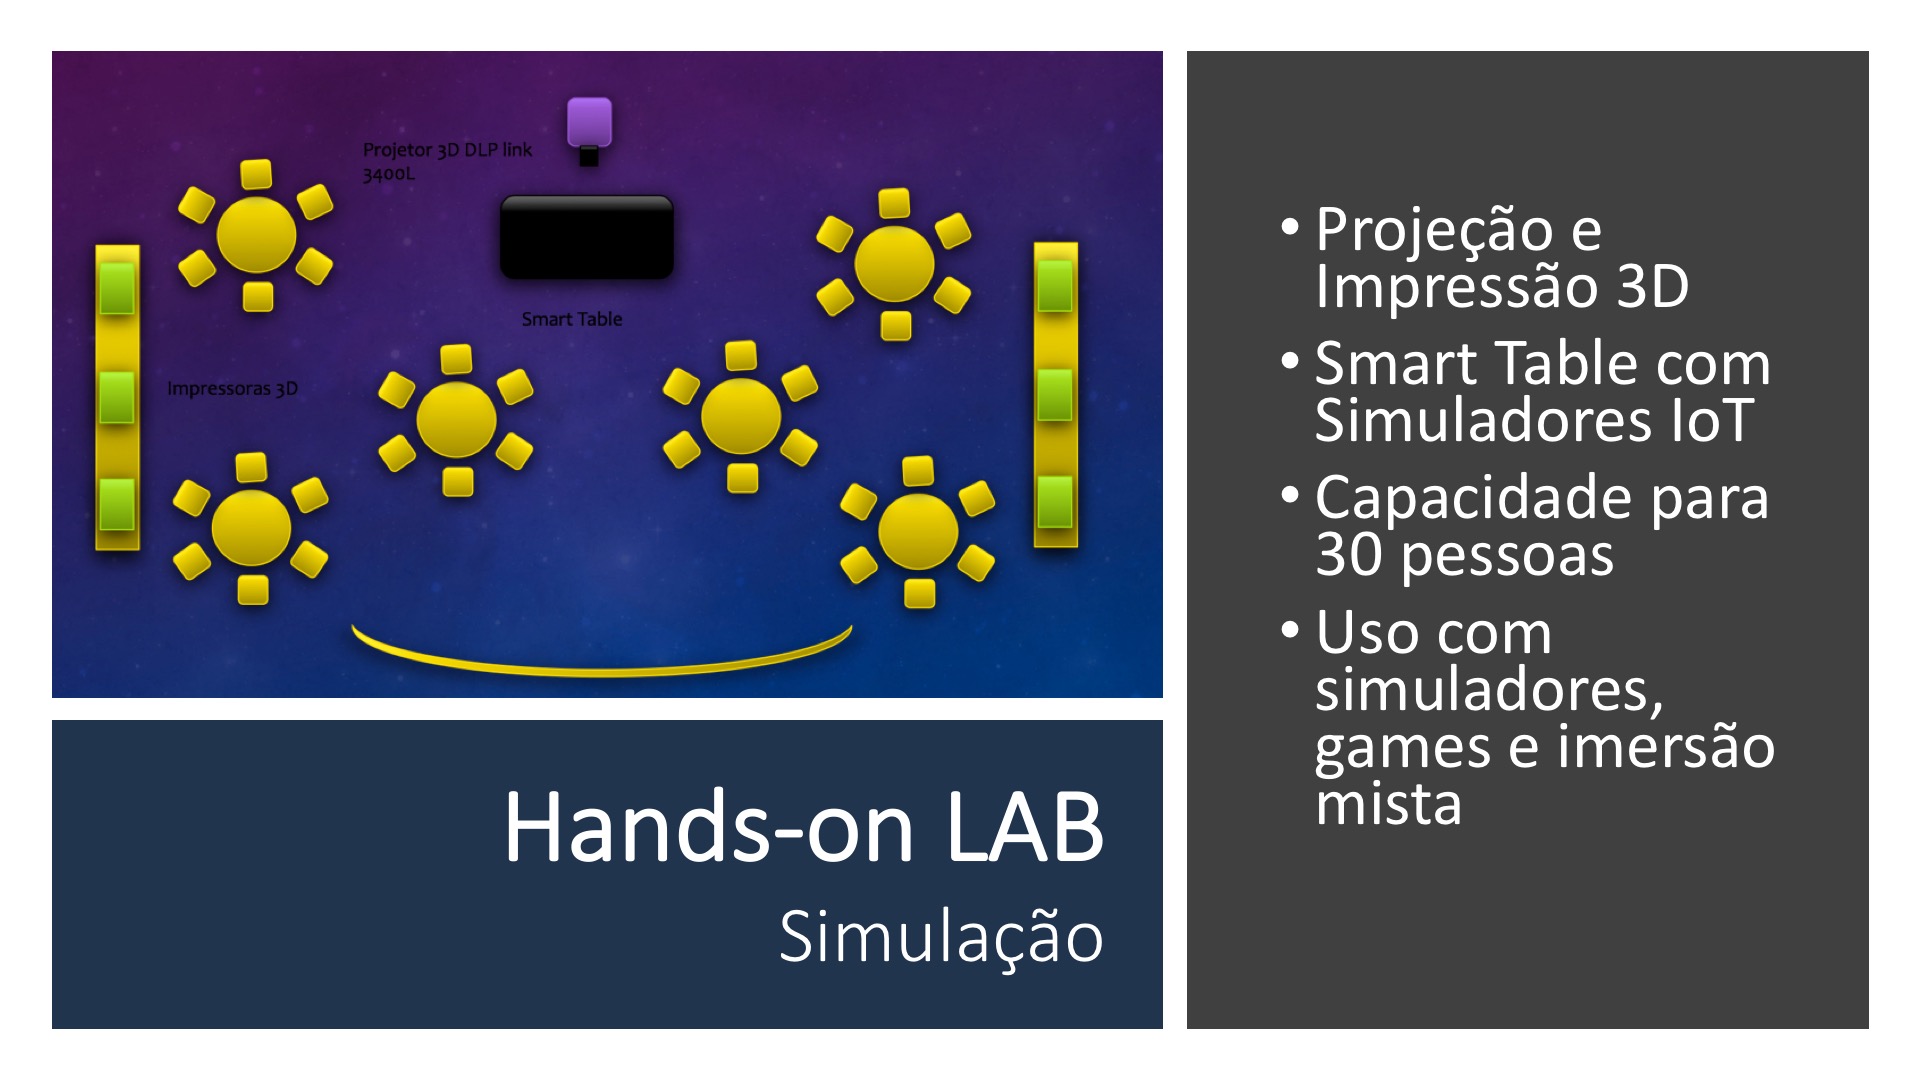 Projetor 3D DLP link
3400L
Smart Table
Impressoras 3D
Hands-on LAB
Simulação
• Projeção e
Impressão 3D
• Smart Table com
Simuladores IoT
• Capacidade para
30 pessoas
• Uso com
simuladores,
games e imersão
mista